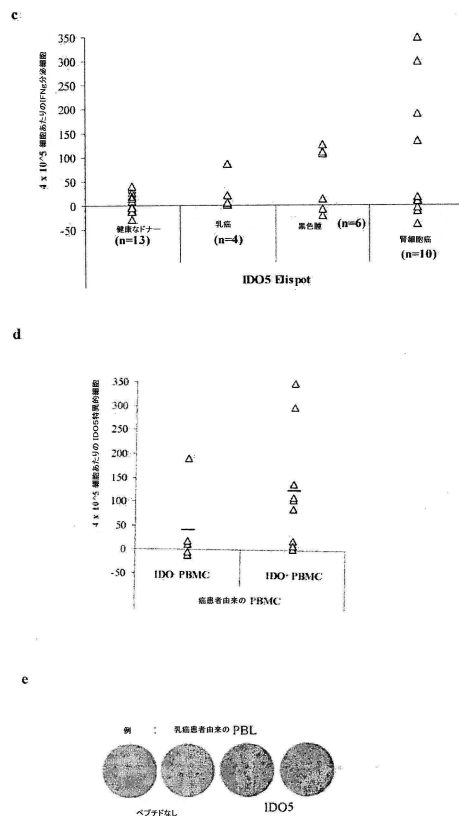 c
4 x 10^5 細胞あたりのIFNg分泌細胞
350
300
250
200
150
100
50
0
-50
健康なドナー
(n=13)
乳癌
(n=4)
黒色腫 (n=6)
腎細胞癌
(n=10)
IDO5 Elispot
d
4 x 10^5 細胞あたりの IDO5特異的細胞
350
300
250
200
150
100
50
0
-50
IDO- PBMC
IDO+ PBMC
癌患者由来の PBMC
e
例 : 乳癌患者由来の PBL
ペプチドなし
IDO5